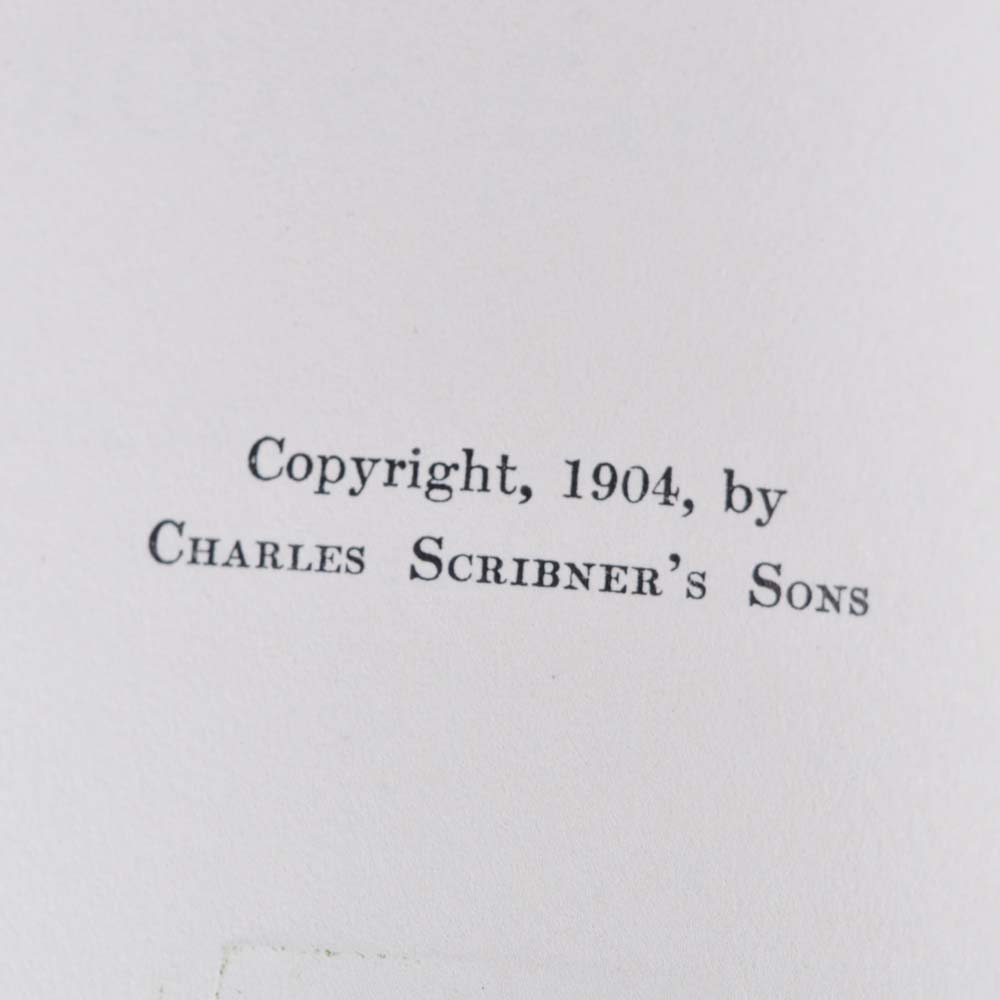 Copyright, 1904, by
CHARLES SCRIBNER'S SONS